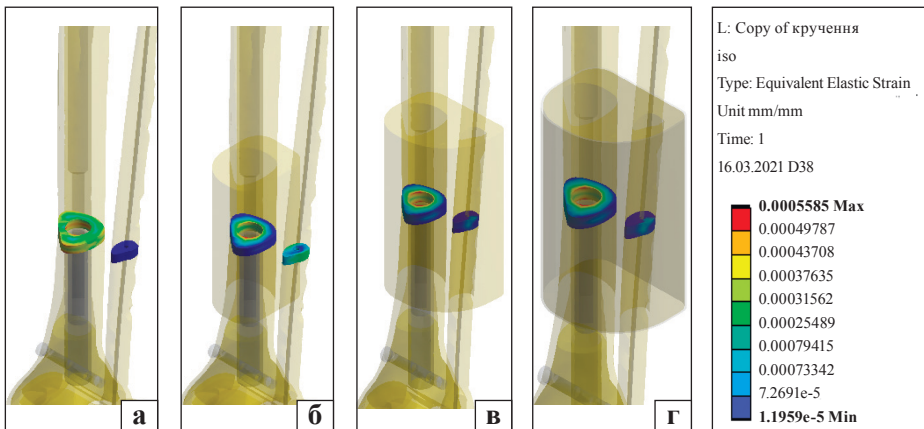 L: Copy of кручення
iso
Type: Equivalent Elastic Strain
Unit mm/mm
Time: 1
16.03.2021 D38
0.0005585 Max
0.00049787
0.00043708
0.00037635
0.00031562
0.00025489
0.00079415
0.00073342
7.2691e-5
1.1959e-5 Min
а
б
в
г